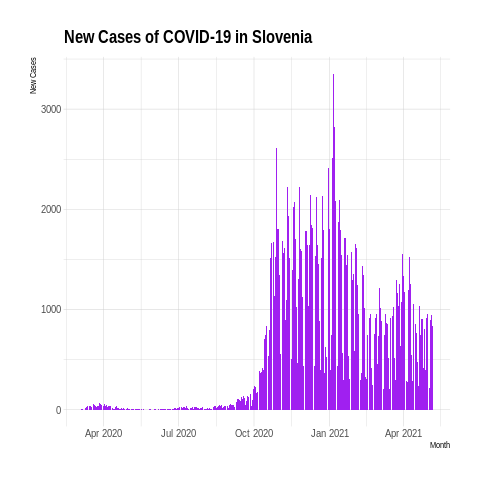 New Cases of COVID-19 in Slovenia
New Cases
3000
2000
1000
0
Apr 2020 Jul 2020 Oct 2020 Jan 2021 Apr 2021
Month